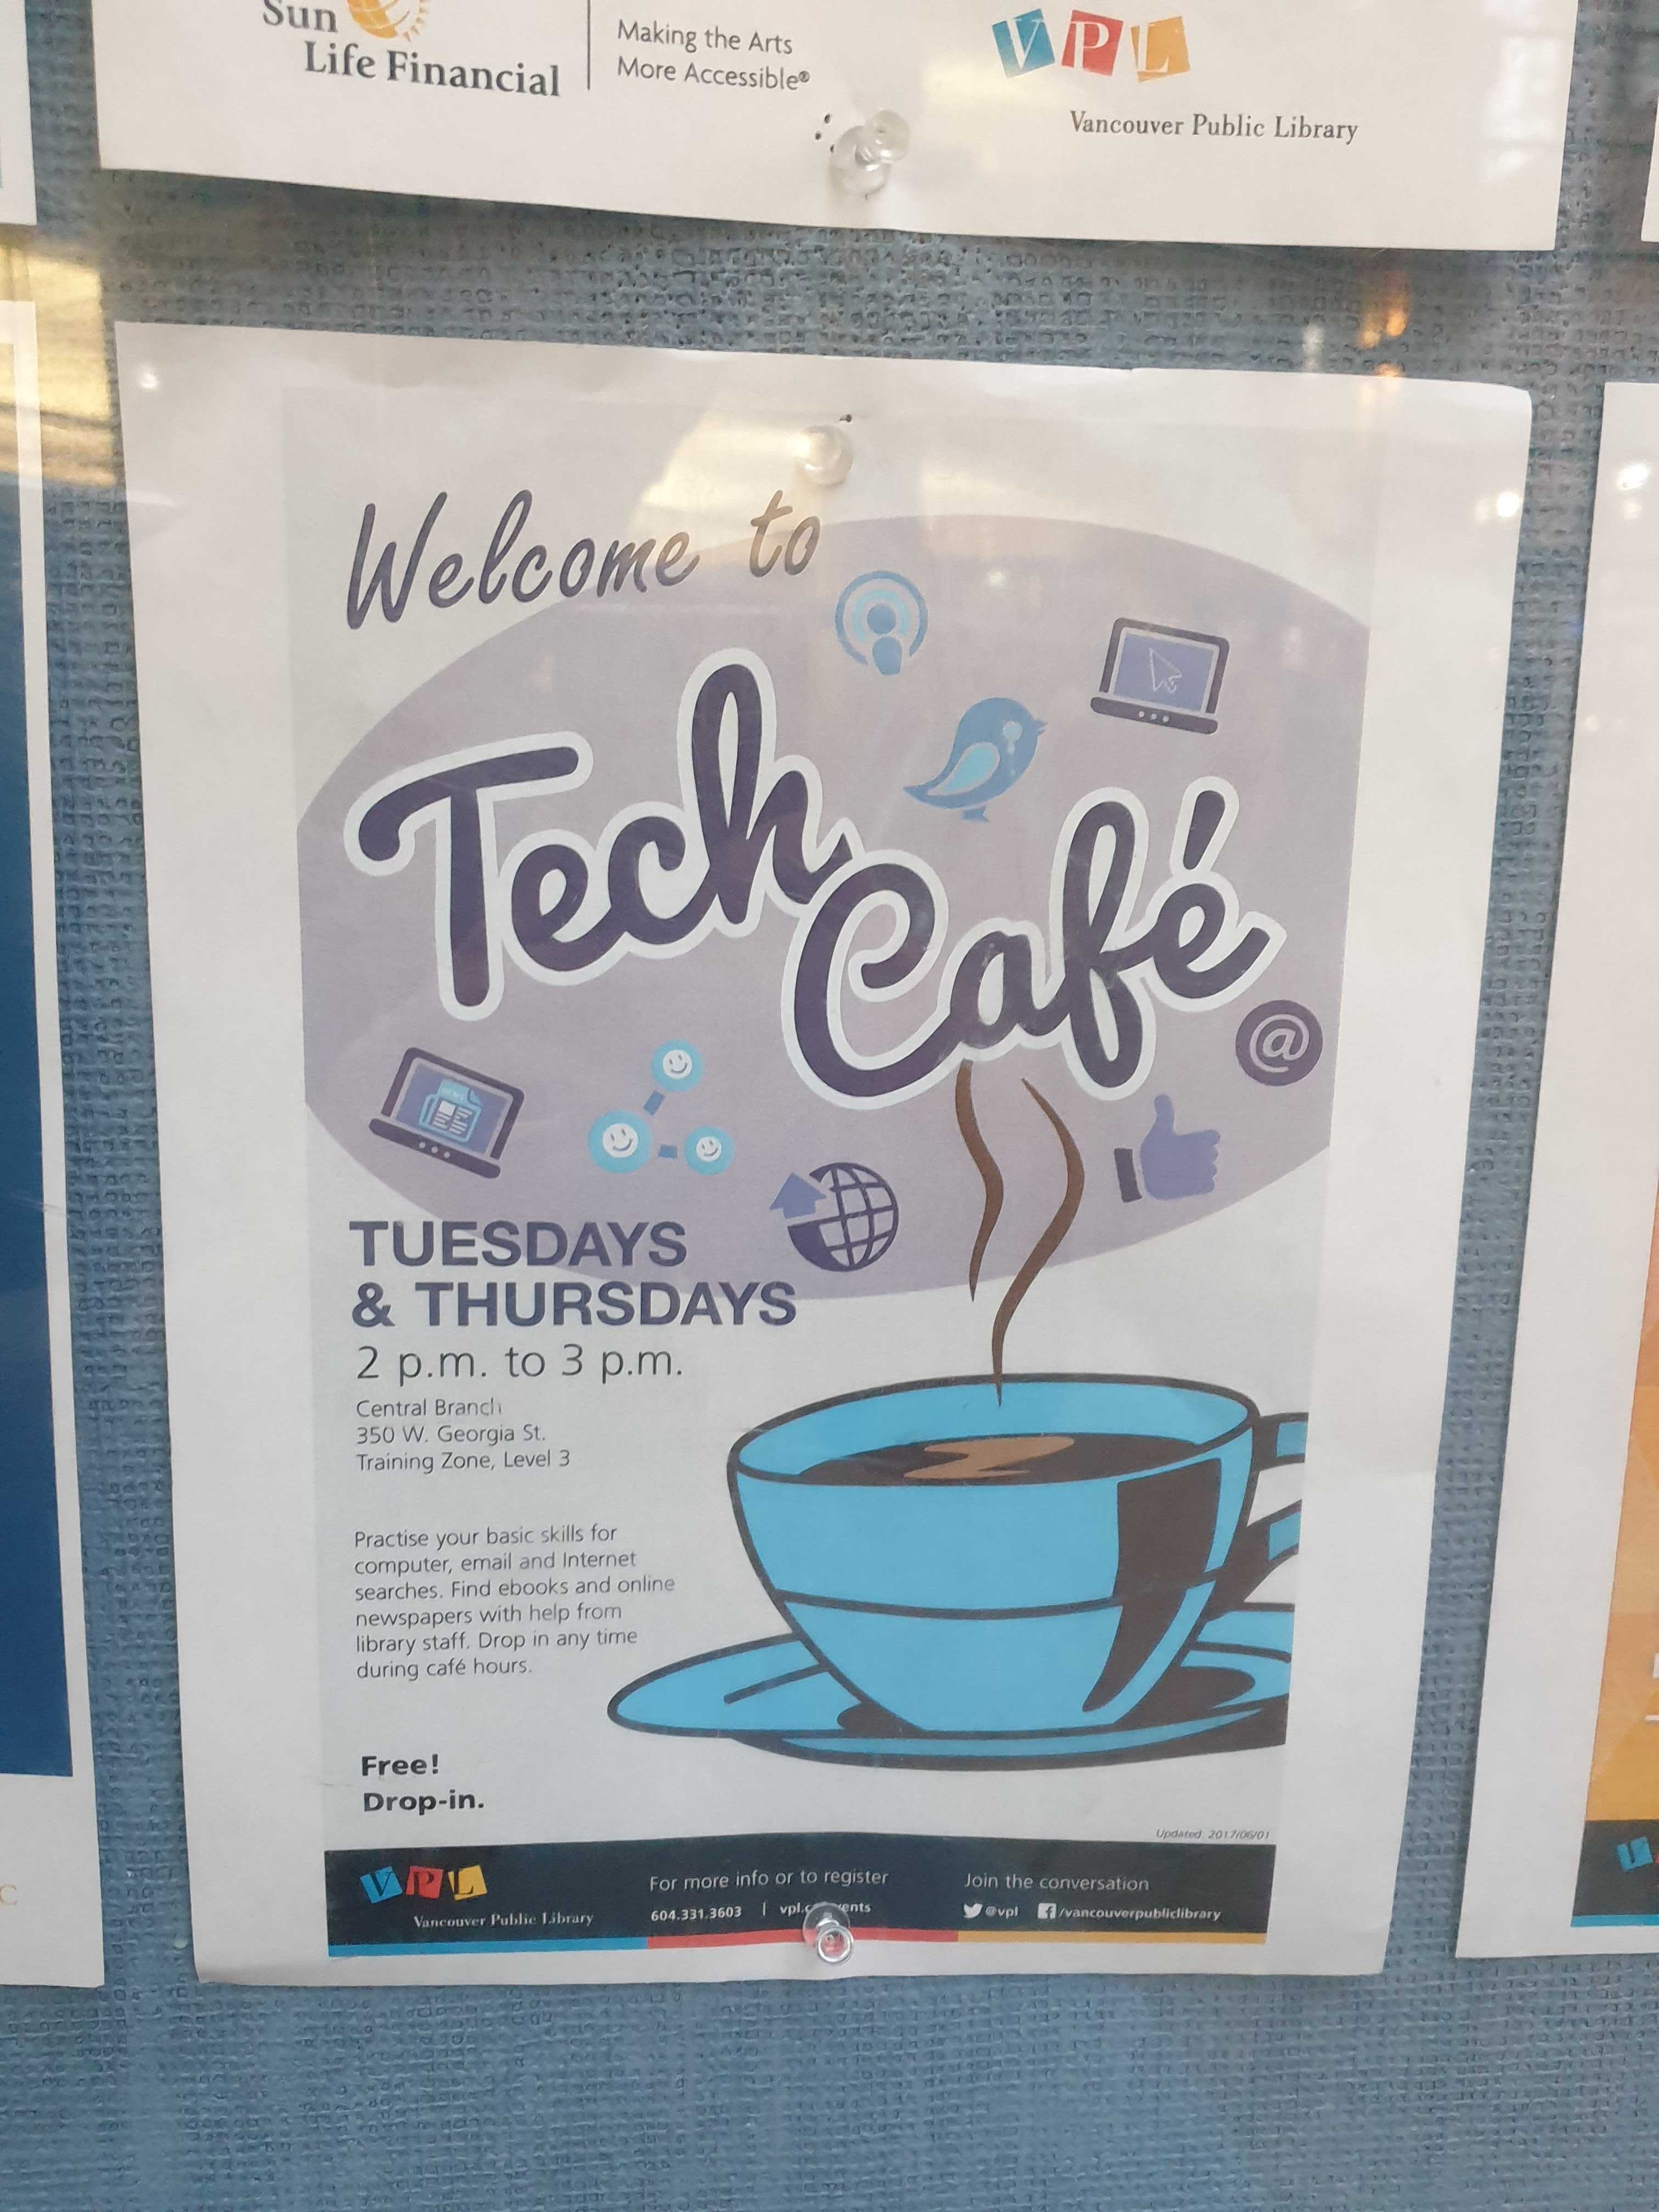 Sun
Life Financial
Making the Arts
More Accessible®
VPL
Vancouver Public Library
Welcome to
Tech
Café
@
NEWS
TUESDAYS
& THURSDAYS
2 p.m. to 3 p.m.
Central Branch
350 W. Georgia St.
Training Zone, Level 3
Practise your basic skills for
computer, email and Internet
searches. Find ebooks and online
newspapers with help from
library staff. Drop in any time
during café hours.
Free!
Drop-in.
Updated: 2017/06/01
VPL
Vancouver Public Library
For more info or to register
604.331.3603 |
Join the conversation
@vpl /vancouverpubliclibrary